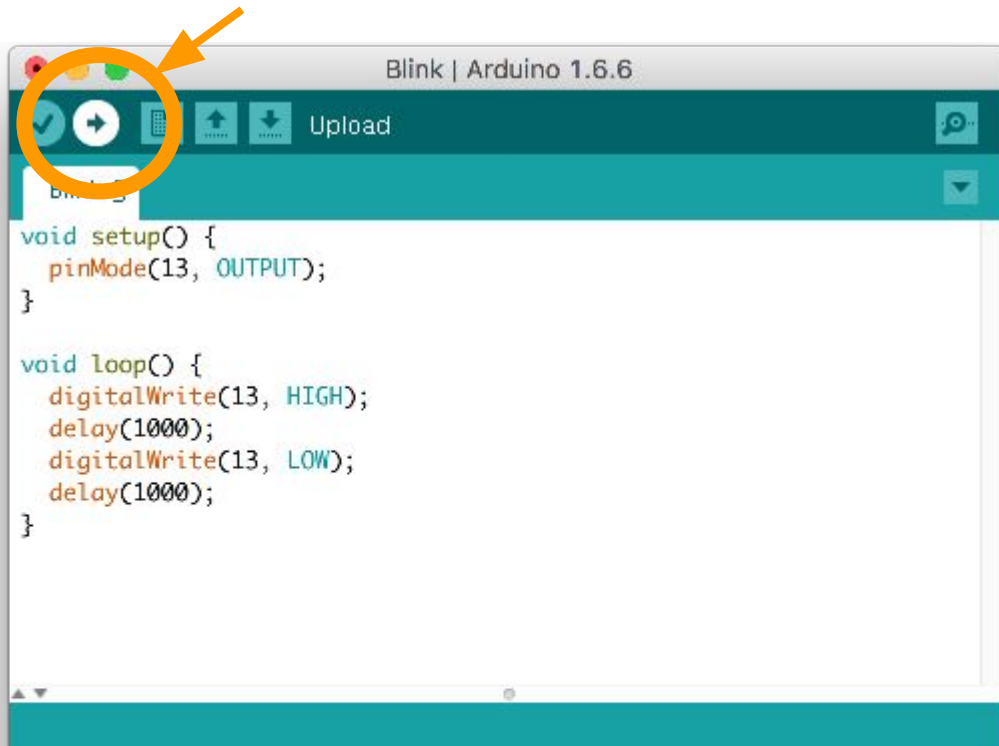 Blink | Arduino 1.6.6
Upload
void setup() {
  pinMode(13, OUTPUT);
}
void loop() {
  digitalWrite(13, HIGH);
  delay(1000);
  digitalWrite(13, LOW);
  delay(1000);
}